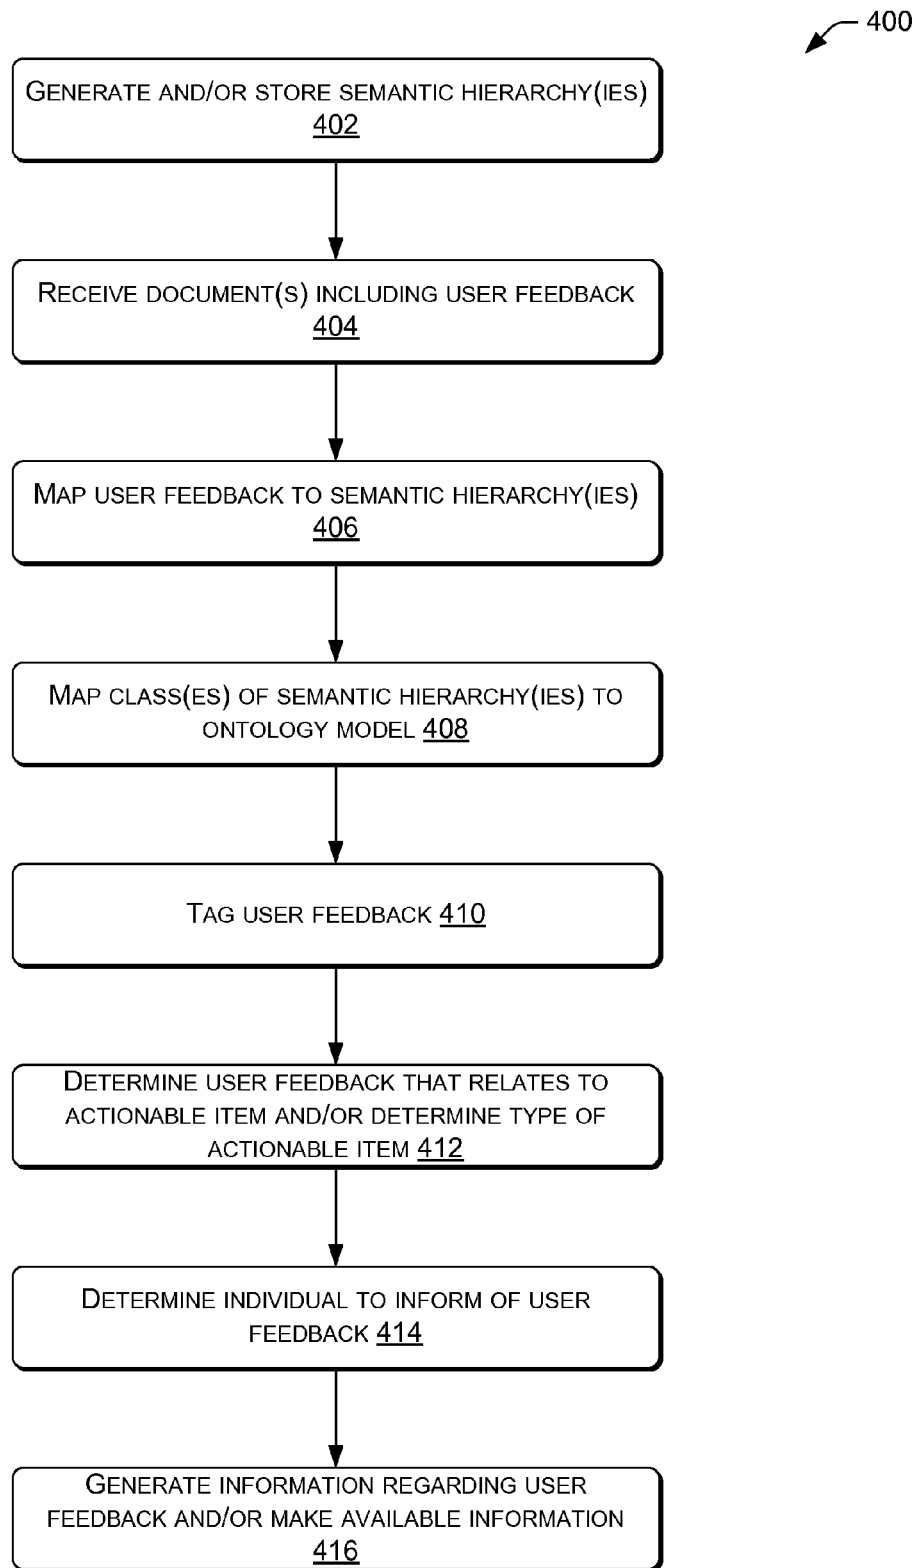 400
GENERATE AND/OR STORE SEMANTIC HIERARCHY(IES)
402
RECEIVE DOCUMENT(S) INCLUDING USER FEEDBACK
404
MAP USER FEEDBACK TO SEMANTIC HIERARCHY(IES)
406
MAP CLASS(ES) OF SEMANTIC HIERARCHY(IES) TO
ONTOLOGY MODEL 408
TAG USER FEEDBACK 410
DETERMINE USER FEEDBACK THAT RELATES TO
ACTIONABLE ITEM AND/OR DETERMINE TYPE OF
ACTIONABLE ITEM 412
DETERMINE INDIVIDUAL TO INFORM OF USER
FEEDBACK 414
GENERATE INFORMATION REGARDING USER
FEEDBACK AND/OR MAKE AVAILABLE INFORMATION
416